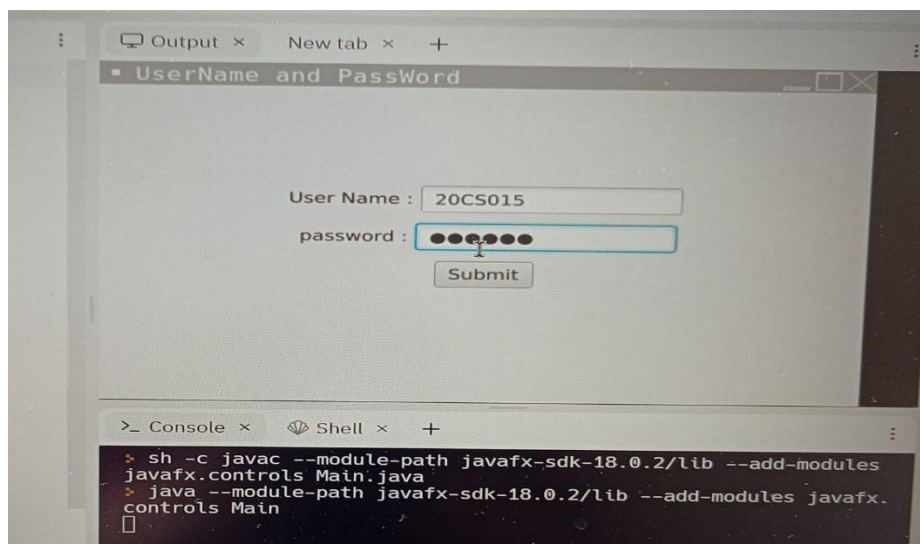 Output × New tab × +
UserName and PassWord
User Name : 20CS015
password : ●●●●●●
Submit
>_ Console × Shell × +
> sh -c javac --module-path javafx-sdk-18.0.2/lib --add-modules
javafx.controls Main.java
> java --module-path javafx-sdk-18.0.2/lib --add-modules javafx.
controls Main